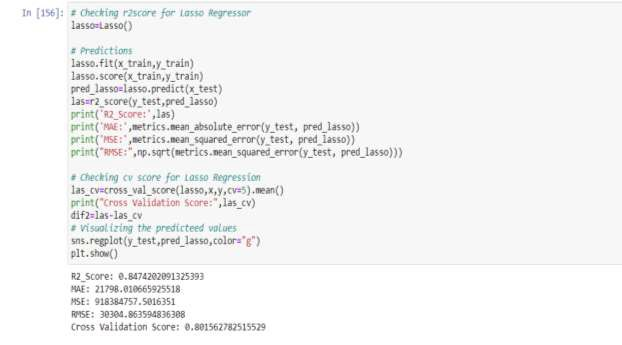 In [156]: # Checking r2score for Lasso Regressor
lasso=Lasso()
# Predictions
lasso.fit(x_train,y_train)
lasso.score(x_train,y_train)
pred_lasso=lasso.predict(x_test)
las=r2_score(y_test,pred_lasso)
print('R2_Score:',las)
print('MAE:',metrics.mean_absolute_error(y_test, pred_lasso))
print('MSE:',metrics.mean_squared_error(y_test, pred_lasso))
print("RMSE:",np.sqrt(metrics.mean_squared_error(y_test, pred_lasso)))
# Checking cv score for Lasso Regression
las_cv=cross_val_score(lasso,x,y,cv=5).mean()
print("Cross Validation Score:",las_cv)
dif2=las-las_cv
# Visualizing the predicteed values
sns.regplot(y_test,pred_lasso,color="g")
plt.show()
R2_Score: 0.8474202091325393
MAE: 21798.010665925518
MSE: 918384757.5016351
RMSE: 30304.863594836308
Cross Validation Score: 0.801562782515529